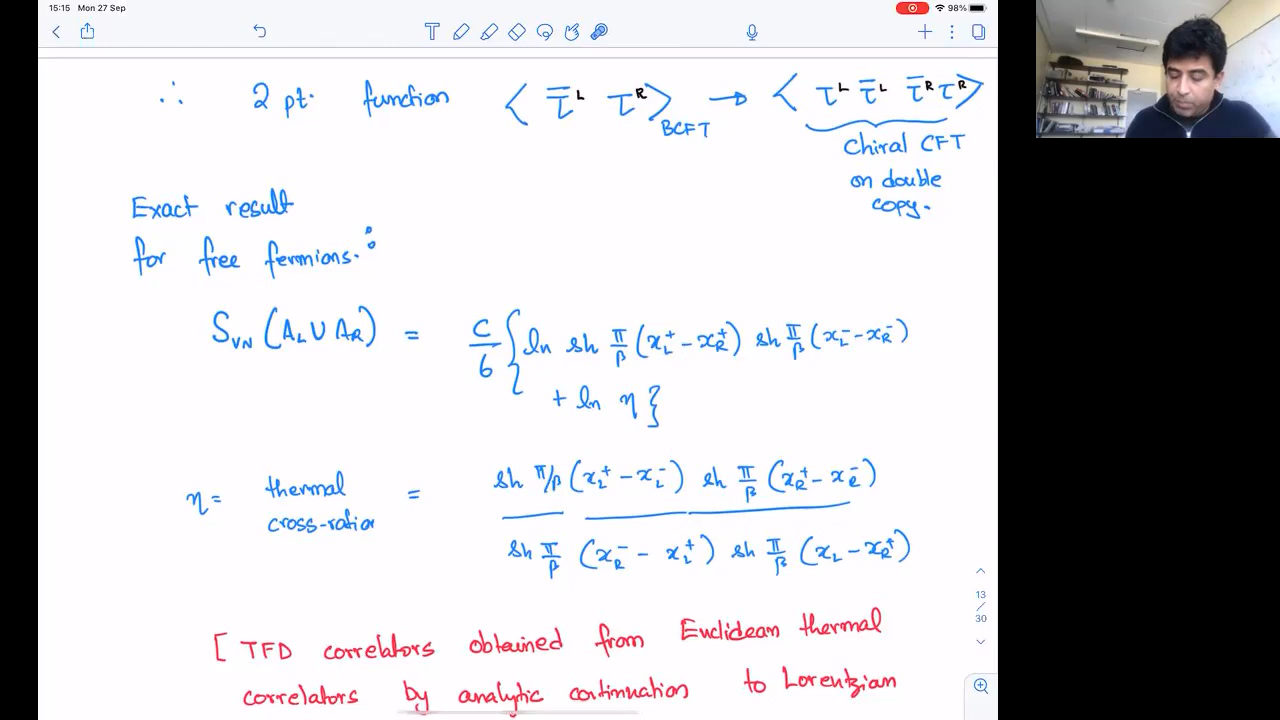 15:15 Mon 27 Sep
98%
∴ 2 pt. function ⟨ τ̄ᴸ τᴿ ⟩_BCFT → ⟨ τᴸ τ̄ᴸ τ̄ᴿ τᴿ ⟩
Chiral CFT
on double
copy.
Exact result
for free fermions :
S_VN (A_L ∪ A_R) = c/6 { ln sh π/β (x_L⁺ - x_R⁺) sh π/β (x_L⁻ - x_R⁻)
+ ln η }
η = thermal cross-ratio = sh π/β (x_L⁺ - x_L⁻) sh π/β (x_R⁺ - x_R⁻)
sh π/β (x_R⁻ - x_L⁺) sh π/β (x_L - x_R⁺)
[ TFD correlators obtained from Euclidean thermal
correlators by analytic continuation to Lorentzian
13
/
30